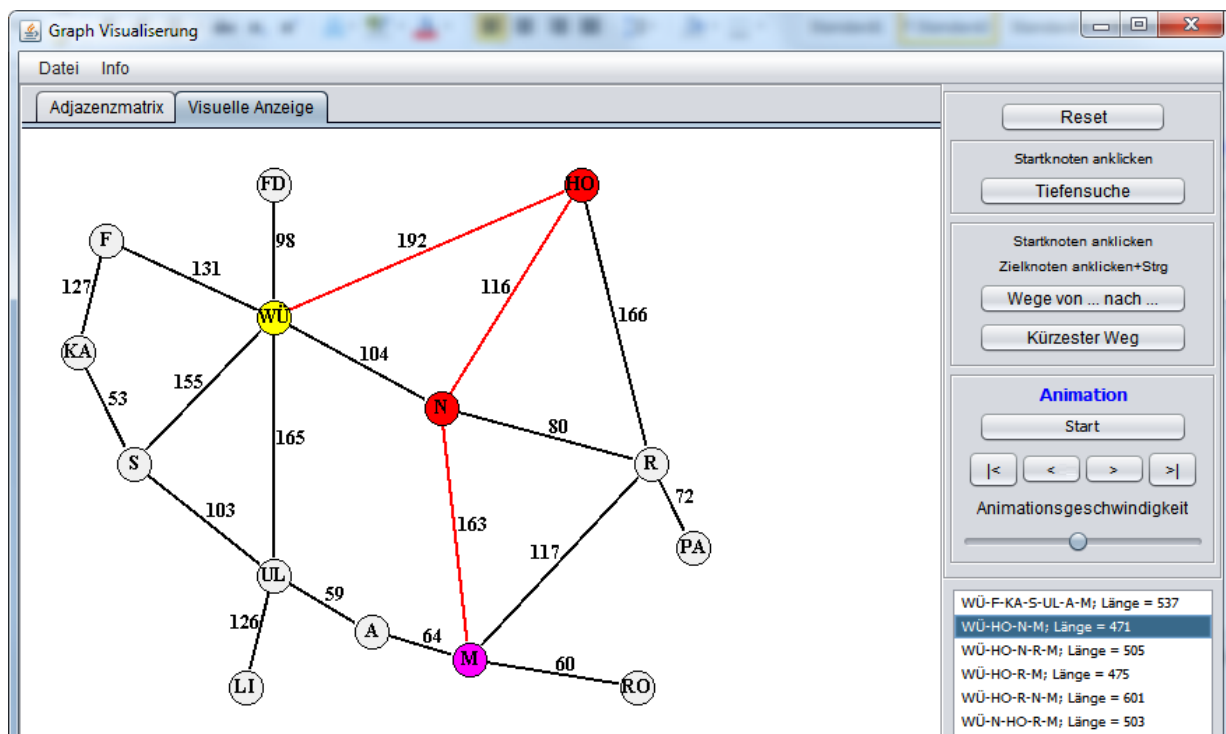 Graph Visualiserung
Datei Info
Adjazenzmatrix Visuelle Anzeige
FD
HO
F
98
192
131
127
116
WÜ
166
KA
104
155
53
N
165
80
S
R
72
103
163
117
PA
UL
59
126
A
64
M
60
LI
RO
Reset
Startknoten anklicken
Tiefensuche
Startknoten anklicken
Zielknoten anklicken+Strg
Wege von ... nach ...
Kürzester Weg
Animation
Start
|< < > >|
Animationsgeschwindigkeit
WÜ-F-KA-S-UL-A-M; Länge = 537
WÜ-HO-N-M; Länge = 471
WÜ-HO-N-R-M; Länge = 505
WÜ-HO-R-M; Länge = 475
WÜ-HO-R-N-M; Länge = 601
WÜ-N-HO-R-M; Länge = 503